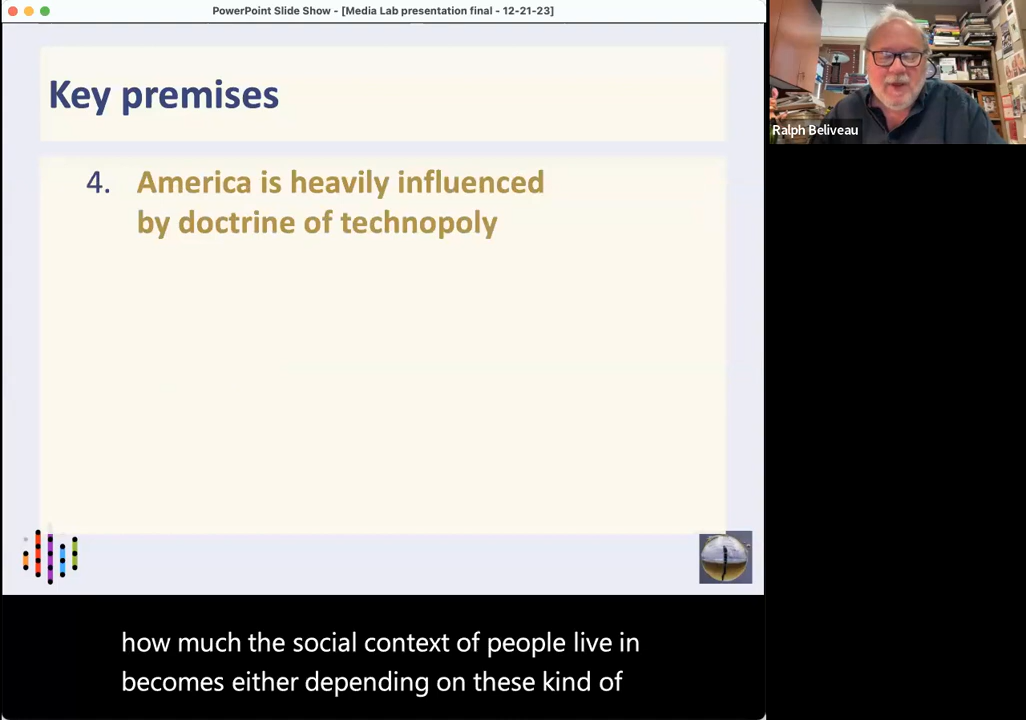 PowerPoint Slide Show - [Media Lab presentation final - 12-21-23]
Key premises
4. America is heavily influenced
by doctrine of technopoly
Ralph Beliveau
how much the social context of people live in
becomes either depending on these kind of